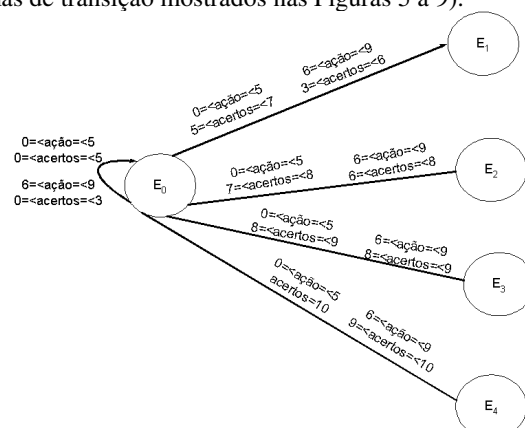 as de transição mostrados nas Figuras 5 a 9).
E1
6=<ação=<9
3=<acertos=<6
0=<ação=<5
5=<acertos=<7
0=<ação=<5
0=<acertos=<5
6=<ação=<9
0=<acertos=<3
E0
0=<ação=<5
7=<acertos=<8
6=<ação=<9
6=<acertos=<8
E2
0=<ação=<5
8=<acertos=<9
6=<ação=<9
8=<acertos=<9
E3
0=<ação=<5
acertos=10
6=<ação=<9
9=<acertos=<10
E4